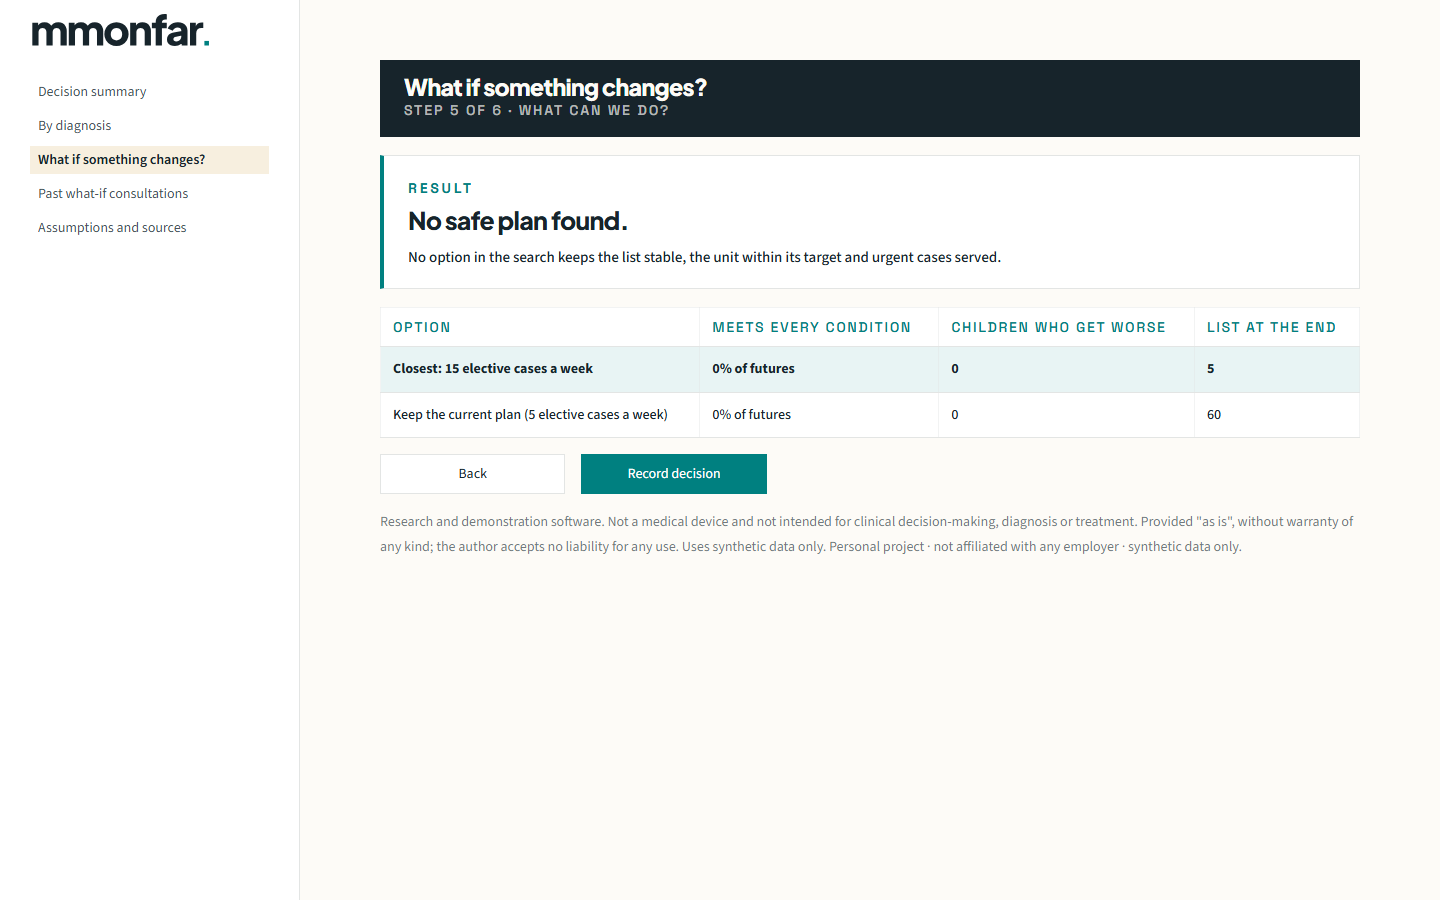 mmonfar.
Decision summary
By diagnosis
What if something changes?
Past what-if consultations
Assumptions and sources
What if something changes?
STEP 5 OF 6 · WHAT CAN WE DO?
RESULT
No safe plan found.
No option in the search keeps the list stable, the unit within its target and urgent cases served.
OPTION MEETS EVERY CONDITION CHILDREN WHO GET WORSE LIST AT THE END
Closest: 15 elective cases a week 0% of futures 0 5
Keep the current plan (5 elective cases a week) 0% of futures 0 60
Back Record decision
Research and demonstration software. Not a medical device and not intended for clinical decision-making, diagnosis or treatment. Provided "as is", without warranty of
any kind; the author accepts no liability for any use. Uses synthetic data only. Personal project · not affiliated with any employer · synthetic data only.